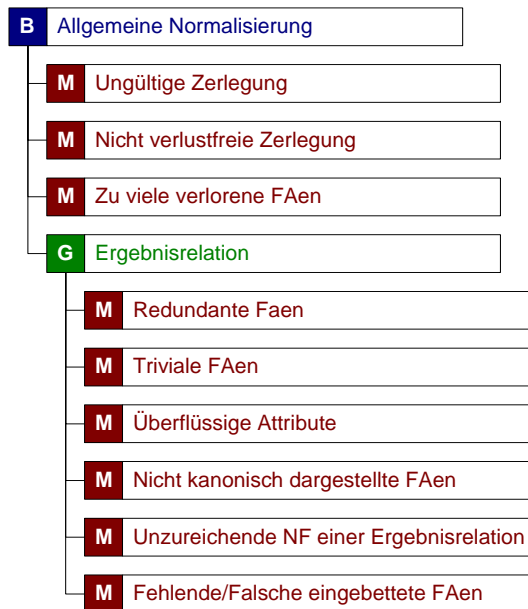 B Allgemeine Normalisierung
M Ungültige Zerlegung
M Nicht verlustfreie Zerlegung
M Zu viele verlorene FAen
G Ergebnisrelation
M Redundante Faen
M Triviale FAen
M Überflüssige Attribute
M Nicht kanonisch dargestellte FAen
M Unzureichende NF einer Ergebnisrelation
M Fehlende/Falsche eingebettete FAen